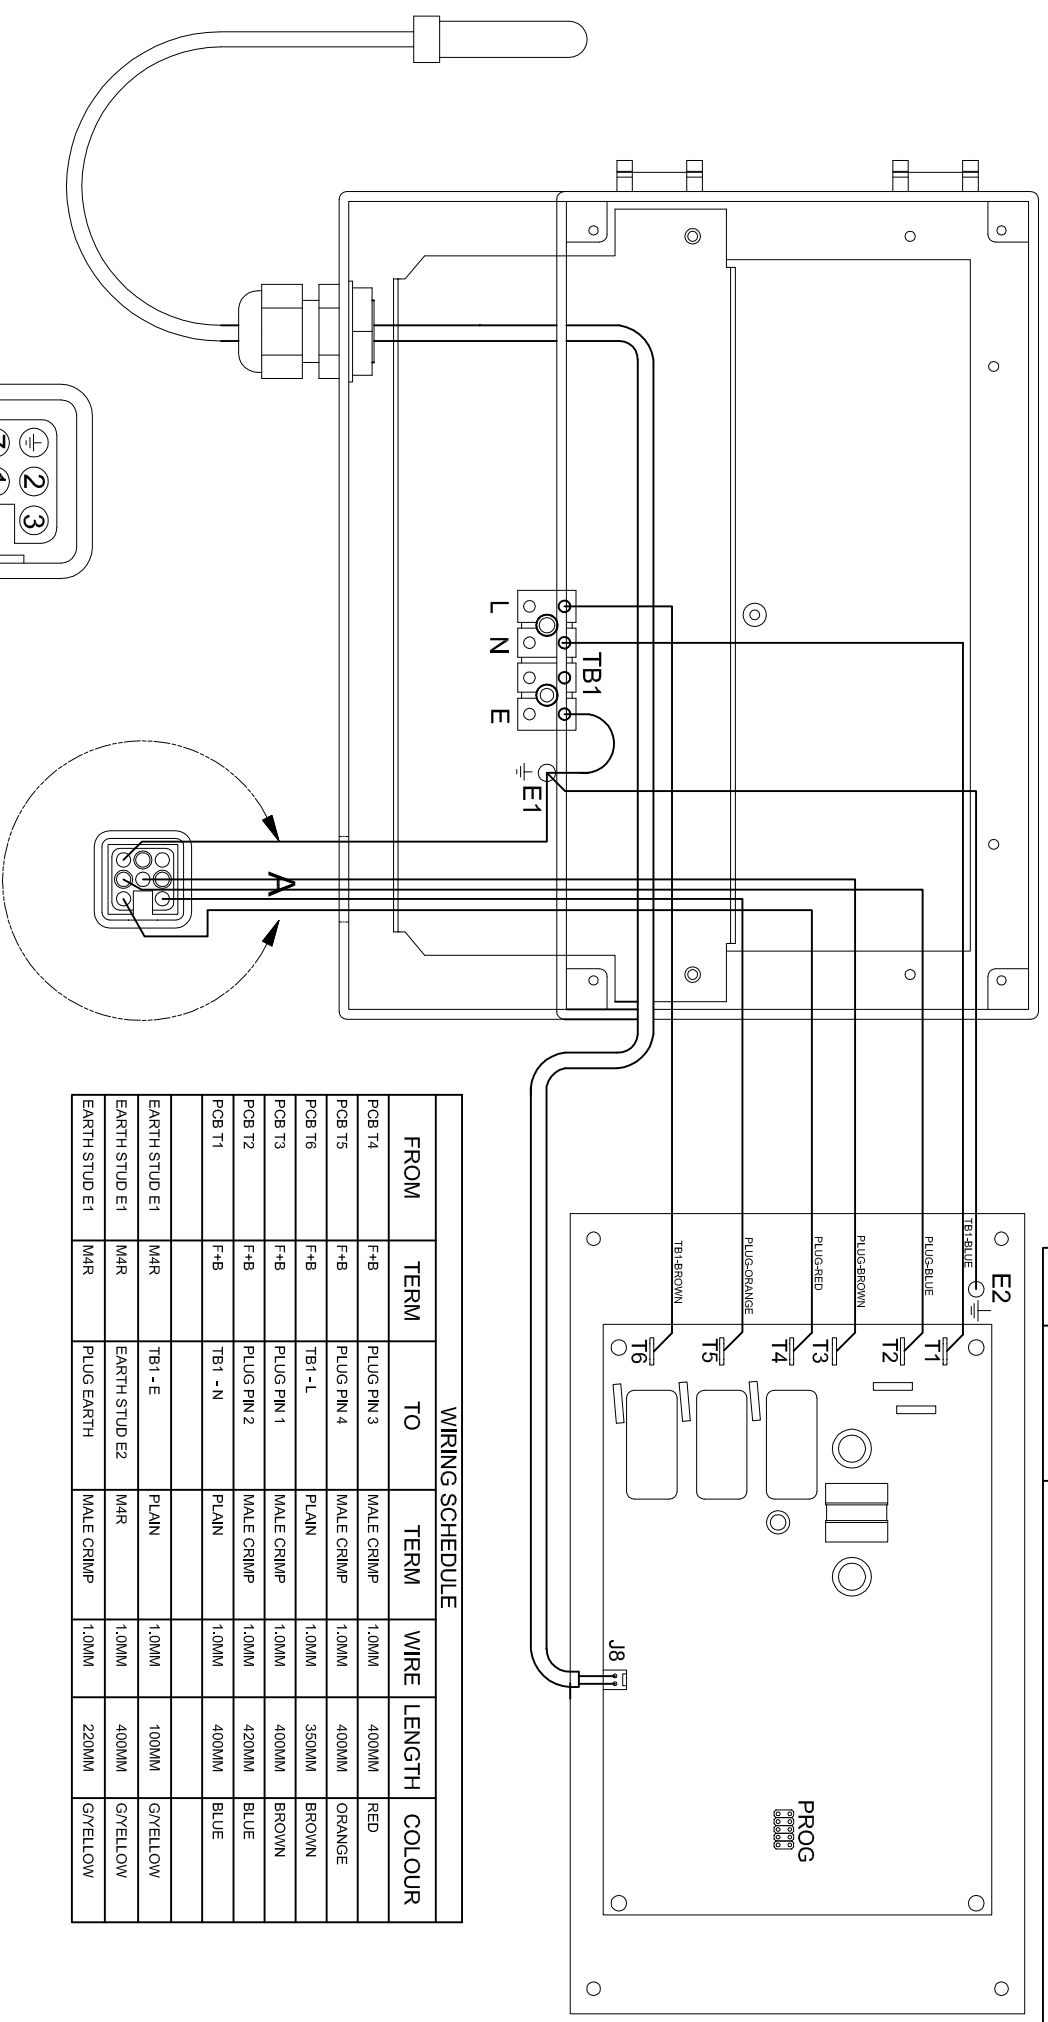 2
3
L
N
E
TB1
E1
A
E2
TB1-BLUE
PLUG-BLUE
PLUG-BROWN
PLUG-RED
PLUG-ORANGE
TB1-BROWN
T1
T2
T3
T4
T5
T6
J8
PROG
WIRING SCHEDULE
FROM TERM TO TERM WIRE LENGTH COLOUR
PCB T4 F+B PLUG PIN 3 MALE CRIMP 1.0MM 400MM RED
PCB T5 F+B PLUG PIN 4 MALE CRIMP 1.0MM 400MM ORANGE
PCB T6 F+B TB1 - L PLAIN 1.0MM 350MM BROWN
PCB T3 F+B PLUG PIN 1 MALE CRIMP 1.0MM 400MM BROWN
PCB T2 F+B PLUG PIN 2 MALE CRIMP 1.0MM 420MM BLUE
PCB T1 F+B TB1 - N PLAIN 1.0MM 400MM BLUE
EARTH STUD E1 M4R TB1 - E PLAIN 1.0MM 100MM G/YELLOW
EARTH STUD E1 M4R EARTH STUD E2 M4R 1.0MM 400MM G/YELLOW
EARTH STUD E1 M4R PLUG EARTH MALE CRIMP 1.0MM 220MM G/YELLOW